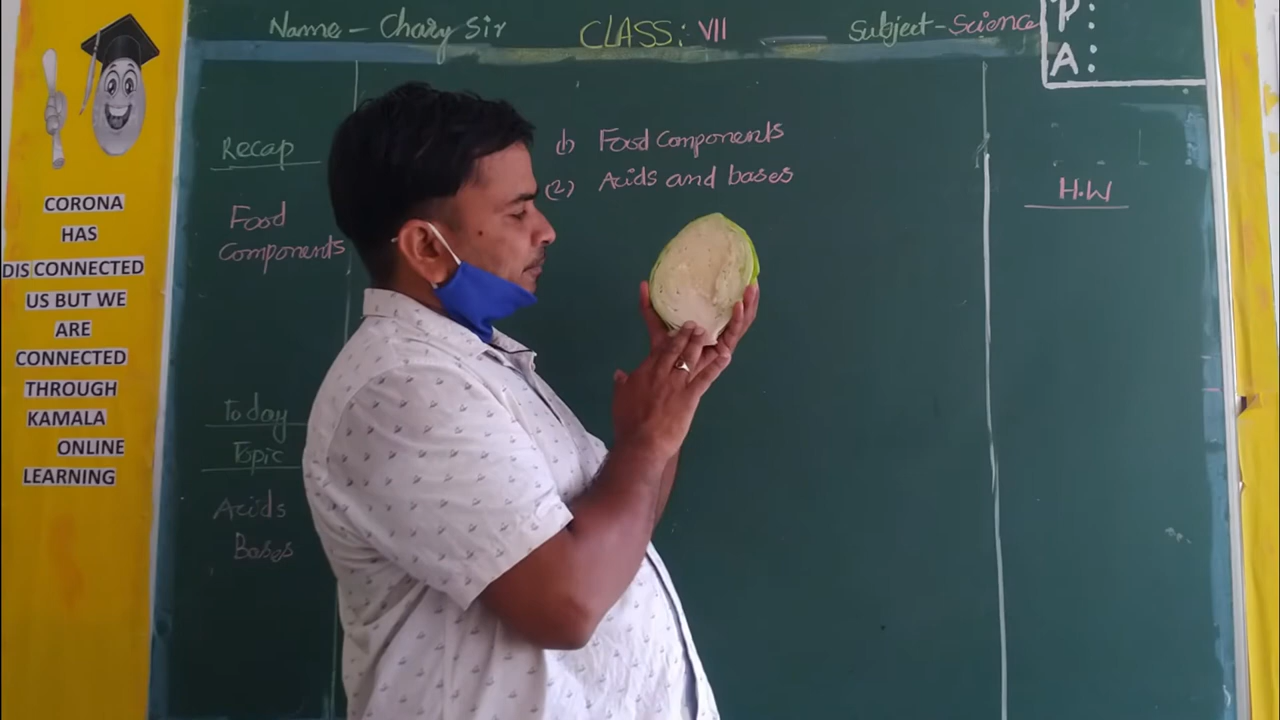 Name - Chary Sir CLASS: VII Subject-Science
P:
A:
CORONA
HAS
DIS CONNECTED
US BUT WE
ARE
CONNECTED
THROUGH
KAMALA
ONLINE
LEARNING
Recap
Food
Components
Today
Topic
Acids
Bases
1) Food Components
(2) Acids and bases
H.W